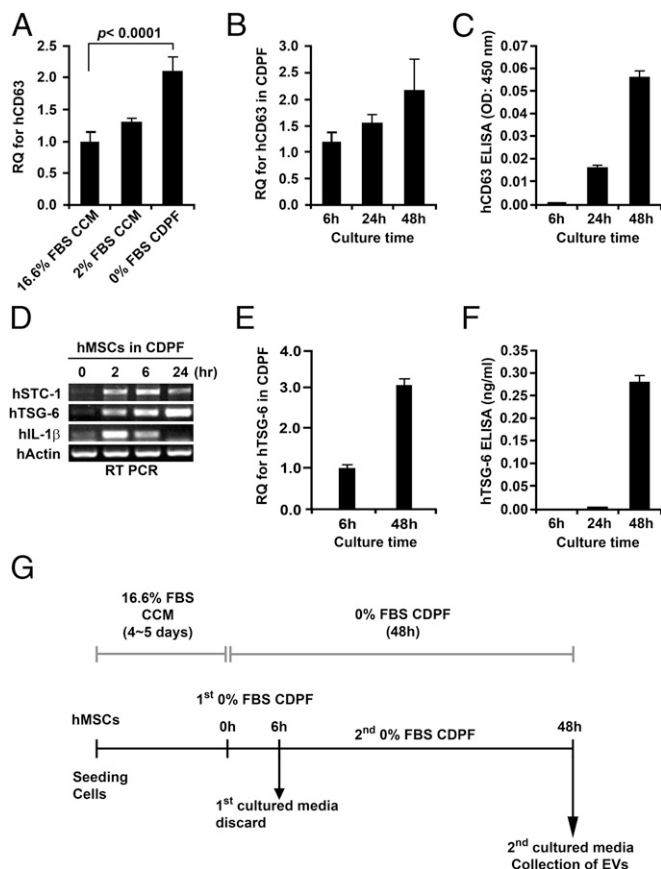 A
p< 0.0001
RQ for hCD63
2.5
2.0
1.5
1.0
0.5
0.0
16.6% FBS CCM
2% FBS CCM
0% FBS CDPF
B
RQ for hCD63 in CDPF
3.0
2.5
2.0
1.5
1.0
0.5
0.0
6h 24h 48h
Culture time
C
hCD63 ELISA (OD: 450 nm)
0.07
0.06
0.05
0.04
0.03
0.02
0.01
0.00
6h 24h 48h
Culture time
D
hMSCs in CDPF
0 2 6 24 (hr)
hSTC-1
hTSG-6
hIL-1β
hActin
RT PCR
E
RQ for hTSG-6 in CDPF
4.0
3.0
2.0
1.0
0.0
6h 48h
Culture time
F
hTSG-6 ELISA (ng/ml)
0.30
0.25
0.20
0.15
0.10
0.05
0.00
6h 24h 48h
Culture time
G
16.6% FBS
CCM
(4~5 days)
0% FBS CDPF
(48h)
1st 0% FBS CDPF
hMSCs
0h 6h
2nd 0% FBS CDPF
48h
Seeding
Cells
1st cultured media
discard
2nd cultured media
Collection of EVs